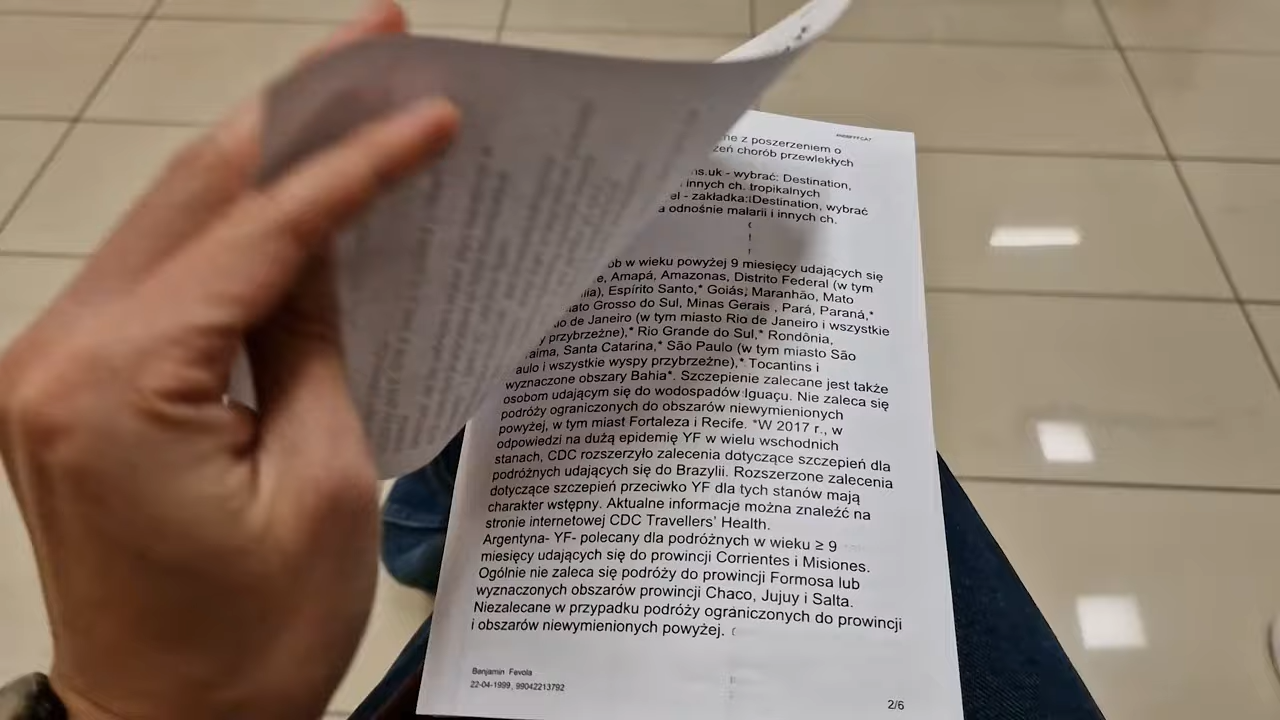 z poszerzeniem o
chorób przewlekłych
- wybrać: Destination,
innych ch. tropikalnych
- zakładka:iDestination, wybrać
a odnośnie malarii i innych ch.
w wieku powyżej 9 miesięcy udających się
Amapá, Amazonas, Distrito Federal (w tym
Espírito Santo,* Goiás, Maranhão, Mato
Grosso do Sul, Minas Gerais , Pará, Paraná,*
de Janeiro (w tym miasto Rio de Janeiro i wszystkie
przybrzeżne),* Rio Grande do Sul,* Rondônia,
Santa Catarina,* São Paulo (w tym miasto São
i wszystkie wyspy przybrzeżne),* Tocantins i
wyznaczone obszary Bahia*. Szczepienie zalecane jest także
osobom udającym się do wodospadów Iguaçu. Nie zaleca się
podróży ograniczonych do obszarów niewymienionych
powyżej, w tym miast Fortaleza i Recife. *W 2017 r., w
odpowiedzi na dużą epidemię YF w wielu wschodnich
stanach, CDC rozszerzyło zalecenia dotyczące szczepień dla
podróżnych udających się do Brazylii. Rozszerzone zalecenia
dotyczące szczepień przeciwko YF dla tych stanów mają
charakter wstępny. Aktualne informacje można znaleźć na
stronie internetowej CDC Travellers' Health.
Argentyna- YF- polecany dla podróżnych w wieku ≥ 9
miesięcy udających się do prowincji Corrientes i Misiones.
Ogólnie nie zaleca się podróży do prowincji Formosa lub
wyznaczonych obszarów prowincji Chaco, Jujuy i Salta.
Niezalecane w przypadku podróży ograniczonych do prowincji
i obszarów niewymienionych powyżej.
Benjamin Fevola
22-04-1999, 99042213792
2/6